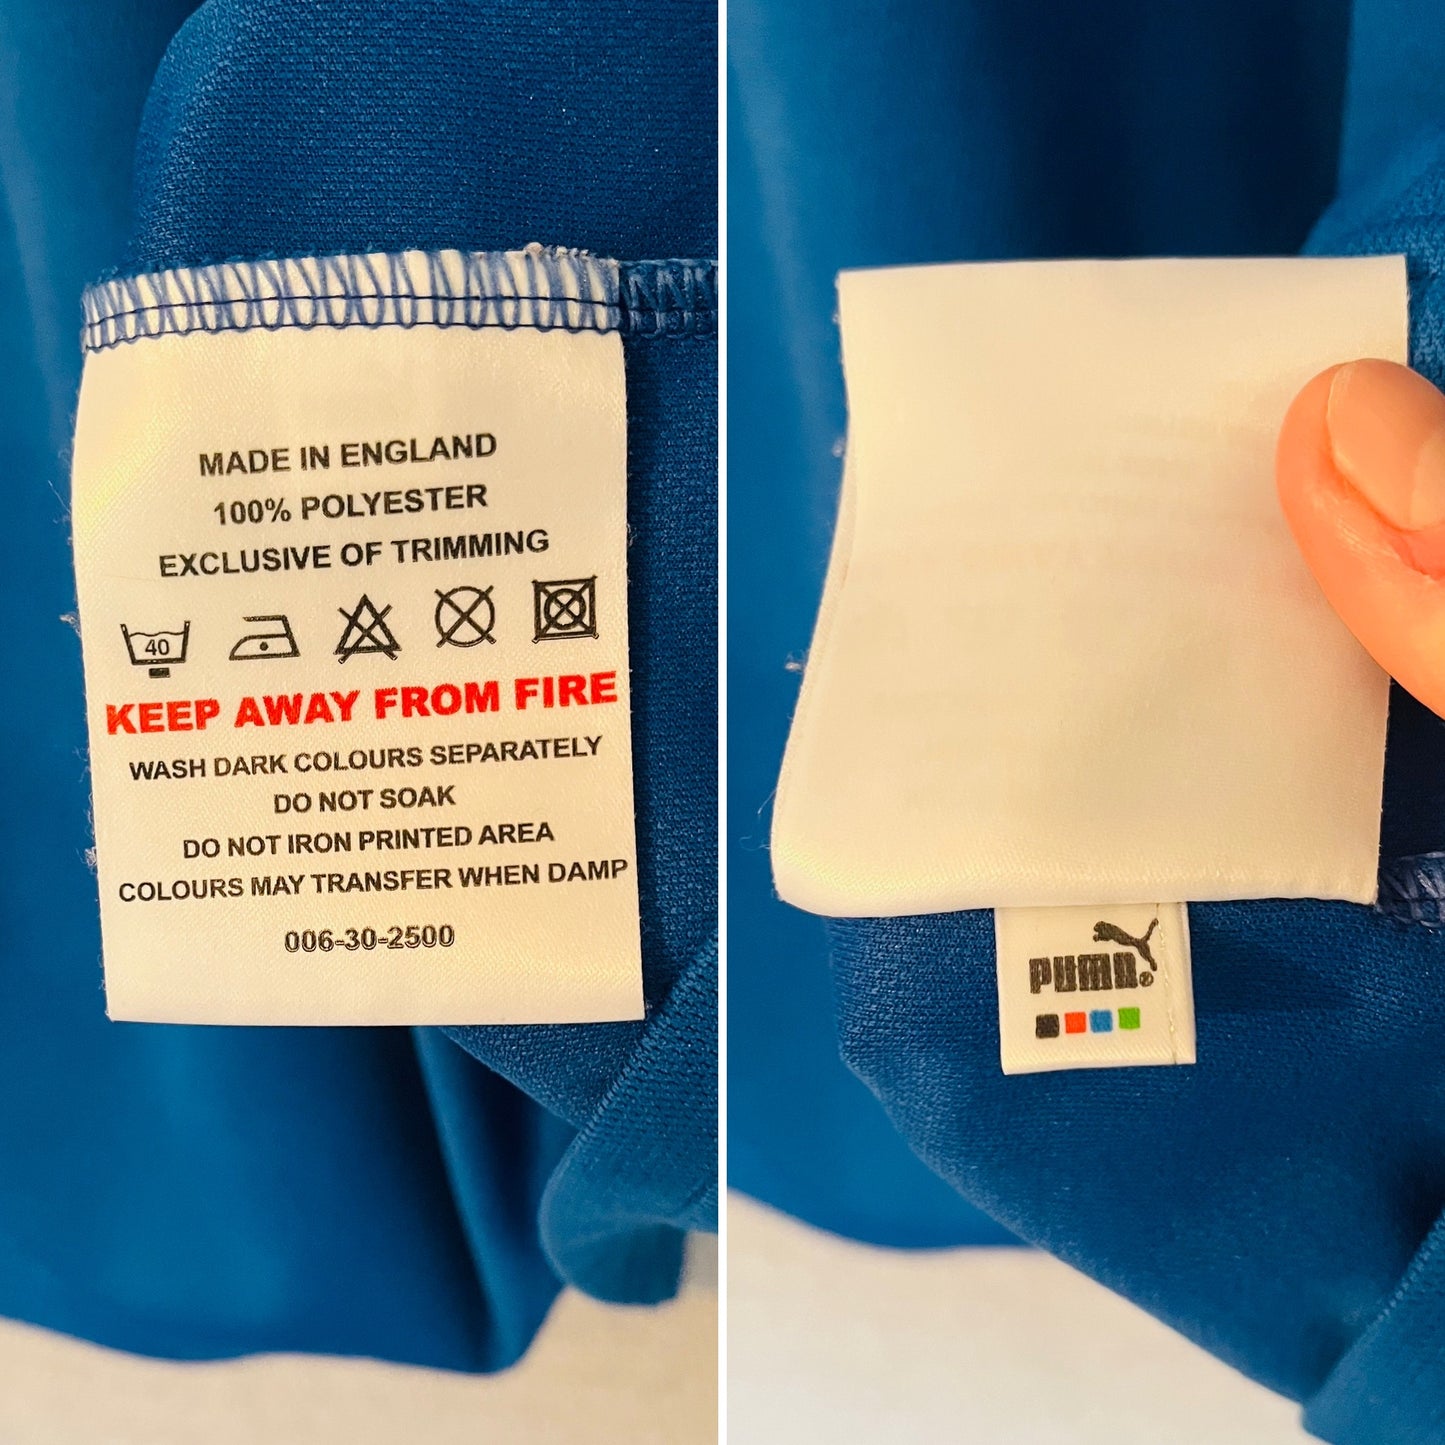 MADE IN ENGLAND
100% POLYESTER
EXCLUSIVE OF TRIMMING
40
KEEP AWAY FROM FIRE
WASH DARK COLOURS SEPARATELY
DO NOT SOAK
DO NOT IRON PRINTED AREA
COLOURS MAY TRANSFER WHEN DAMP
006-30-2500
PUMA®